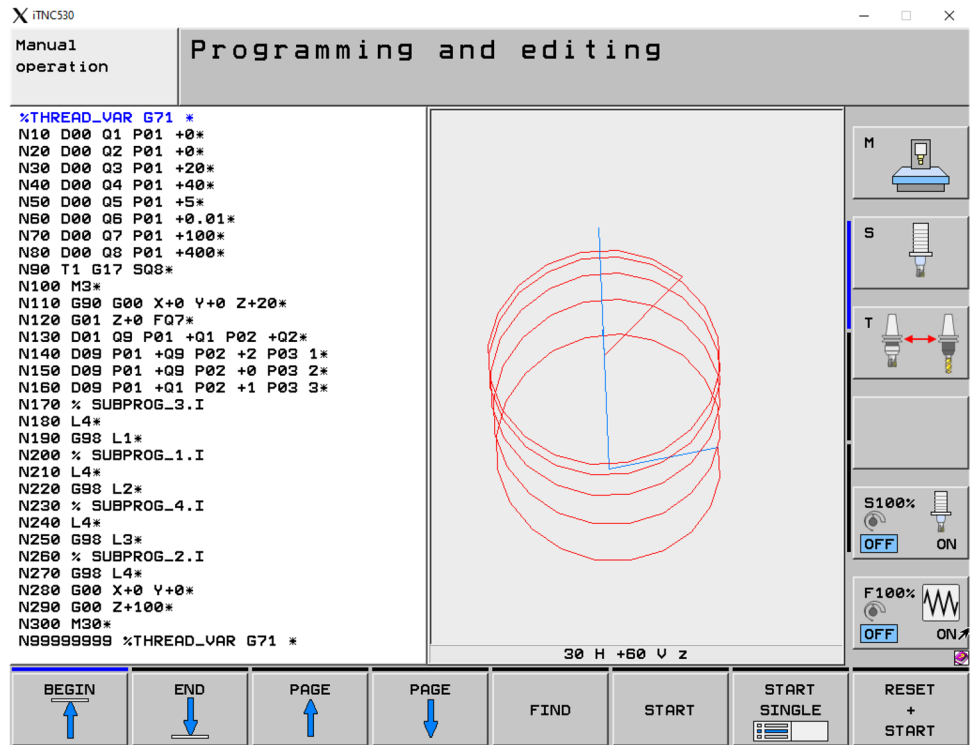 iTNC530
Manual operation
Programming and editing
%THREAD_VAR G71 *
N10 D00 Q1 P01 +0*
N20 D00 Q2 P01 +0*
N30 D00 Q3 P01 +20*
N40 D00 Q4 P01 +40*
N50 D00 Q5 P01 +5*
N60 D00 Q6 P01 +0.01*
N70 D00 Q7 P01 +100*
N80 D00 Q8 P01 +400*
N90 T1 G17 SQ8*
N100 M3*
N110 G90 G00 X+0 Y+0 Z+20*
N120 G01 Z+0 FQ7*
N130 D01 Q9 P01 +Q1 P02 +Q2*
N140 D09 P01 +Q9 P02 +2 P03 1*
N150 D09 P01 +Q9 P02 +0 P03 2*
N160 D09 P01 +Q1 P02 +1 P03 3*
N170 % SUBPROG_3.I
N180 L4*
N190 G98 L1*
N200 % SUBPROG_1.I
N210 L4*
N220 G98 L2*
N230 % SUBPROG_4.I
N240 L4*
N250 G98 L3*
N260 % SUBPROG_2.I
N270 G98 L4*
N280 G00 X+0 Y+0*
N290 G00 Z+100*
N300 M30*
N99999999 %THREAD_VAR G71 *
30 H +60 V z
M
S
T
S100%
OFF ON
F100%
OFF ON
BEGIN
END
PAGE
PAGE
FIND
START
START SINGLE
RESET + START